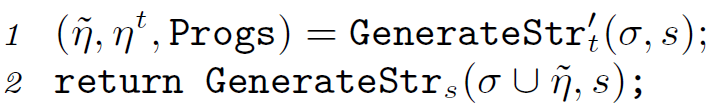 1 (η̃, η^t, Progs) = GenerateStr′_t(σ, s);
2 return GenerateStr_s(σ ∪ η̃, s);